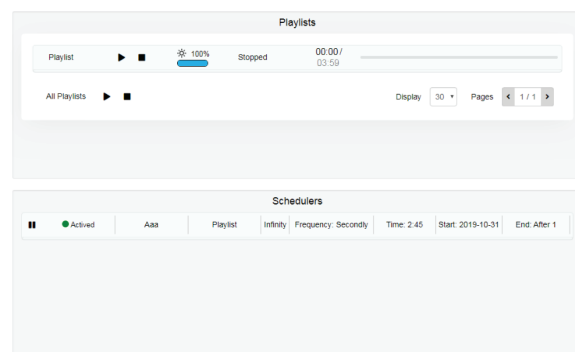 Playlists
Playlist 100% Stopped 00:00/
03:59
All Playlists Display 30 Pages 1 / 1
Schedulers
Actived Aaa Playlist Infinity Frequency: Secondly Time: 2:45 Start: 2019-10-31 End: After 1